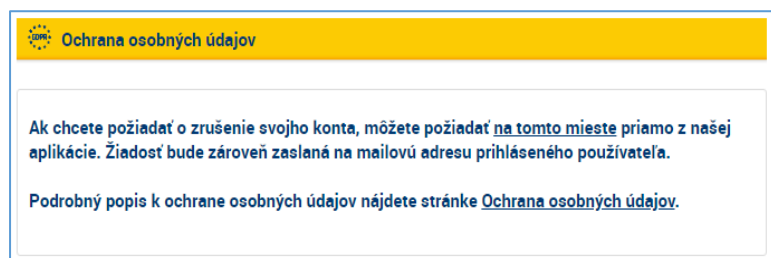 GDPR Ochrana osobných údajov
Ak chcete požiadať o zrušenie svojho konta, môžete požiadať na tomto mieste priamo z našej
aplikácie. Žiadosť bude zároveň zaslaná na mailovú adresu prihláseného používateľa.
Podrobný popis k ochrane osobných údajov nájdete stránke Ochrana osobných údajov.